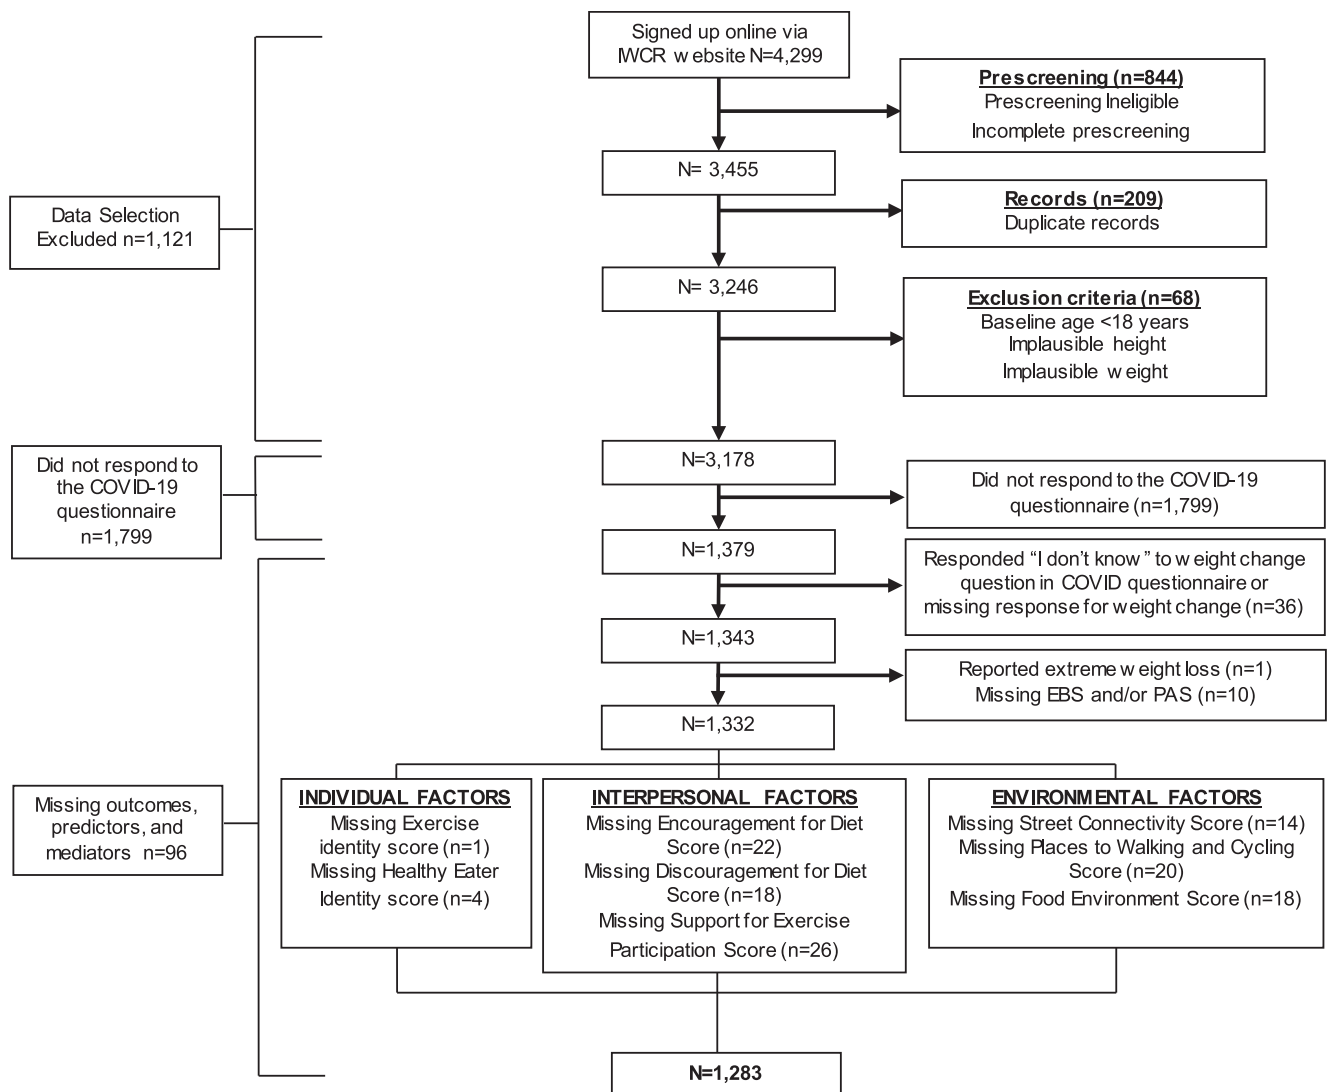 Signed up online via
IWCR website N=4,299
Prescreening (n=844)
Prescreening Ineligible
Incomplete prescreening
N= 3,455
Records (n=209)
Duplicate records
Data Selection
Excluded n=1,121
N= 3,246
Exclusion criteria (n=68)
Baseline age <18 years
Implausible height
Implausible weight
N=3,178
Did not respond to
the COVID-19
questionnaire
n=1,799
Did not respond to the COVID-19
questionnaire (n=1,799)
N=1,379
Responded “I don’t know” to weight change
question in COVID questionnaire or
missing response for weight change (n=36)
N=1,343
Reported extreme weight loss (n=1)
Missing EBS and/or PAS (n=10)
N=1,332
Missing outcomes,
predictors, and
mediators n=96
INDIVIDUAL FACTORS
Missing Exercise
identity score (n=1)
Missing Healthy Eater
Identity score (n=4)
INTERPERSONAL FACTORS
Missing Encouragement for Diet
Score (n=22)
Missing Discouragement for Diet
Score (n=18)
Missing Support for Exercise
Participation Score (n=26)
ENVIRONMENTAL FACTORS
Missing Street Connectivity Score (n=14)
Missing Places to Walking and Cycling
Score (n=20)
Missing Food Environment Score (n=18)
N=1,283